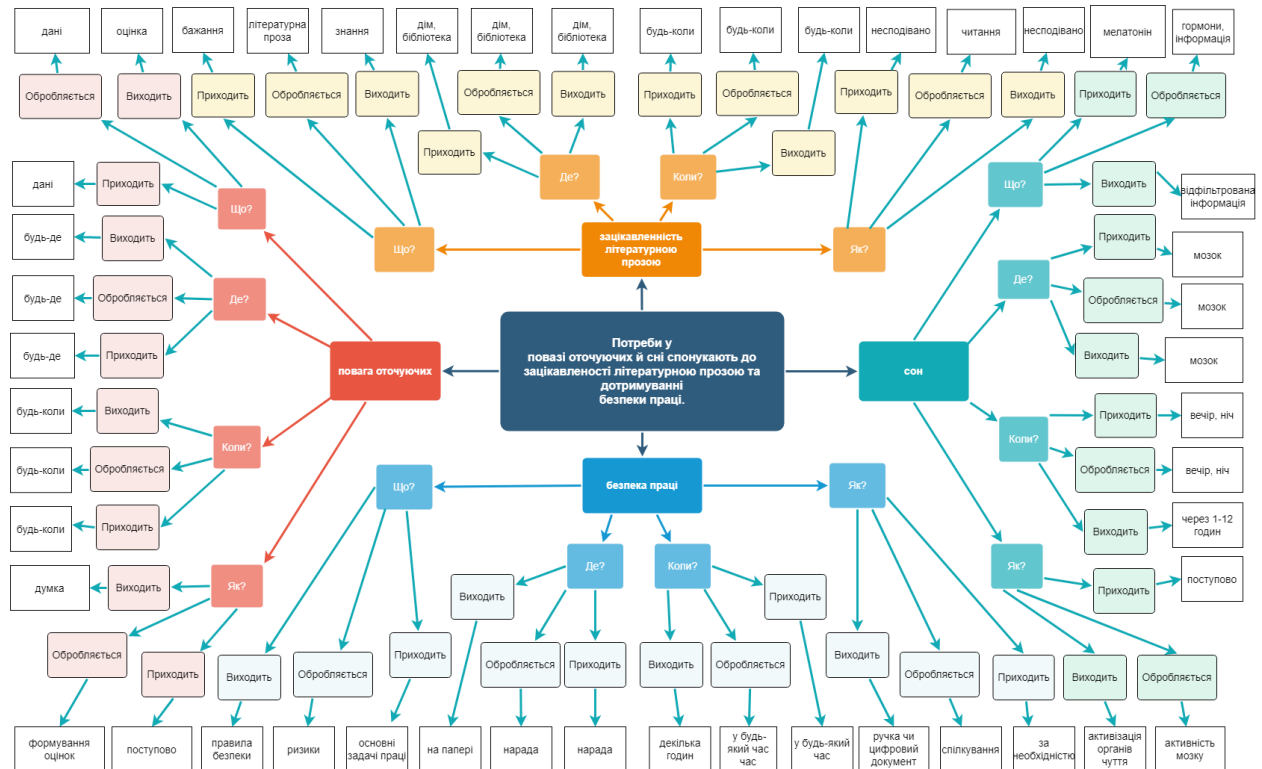 дані
оцінка
бажання
літературна
проза
знання
дім,
бібліотека
дім,
бібліотека
дім,
бібліотека
будь-коли
будь-коли
будь-коли
несподівано
читання
несподівано
мелатонін
гормони,
інформація
Обробляється
Виходить
Приходить
Обробляється
Виходить
Приходить
Обробляється
Виходить
Приходить
Обробляється
Виходить
Приходить
Обробляється
Виходить
Приходить
Обробляється
дані
Приходить
Що?
Де?
Коли?
Що?
Виходить
відфільтрована
інформація
будь-де
Виходить
Що?
зацікавленність
літературною
прозою
Як?
Приходить
мозок
будь-де
Обробляється
Де?
Де?
Обробляється
мозок
будь-де
Приходить
Виходить
мозок
повага оточуючих
Потреби у
повазі оточуючих й сні спонукають до
зацікавленості літературною прозою та
дотримуванні
безпеки праці.
сон
будь-коли
Виходить
Коли?
Коли?
Приходить
вечір, ніч
будь-коли
Обробляється
Обробляється
вечір, ніч
будь-коли
Приходить
Що?
безпека праці
Як?
Виходить
через 1-12
годин
думка
Виходить
Як?
Виходить
Де?
Коли?
Приходить
Як?
Приходить
поступово
Обробляється
Приходить
Виходить
Обробляється
Приходить
Обробляється
Приходить
Виходить
Обробляється
Виходить
Обробляється
Приходить
Виходить
Обробляється
формування
оцінок
поступово
правила
безпеки
ризики
основні
задачі праці
на папері
нарада
нарада
декілька
годин
у будь-
який час
час
у будь-який
час
ручка чи
цифровий
документ
спілкування
за
необхідністю
активізація
органів
чуття
активність
мозку